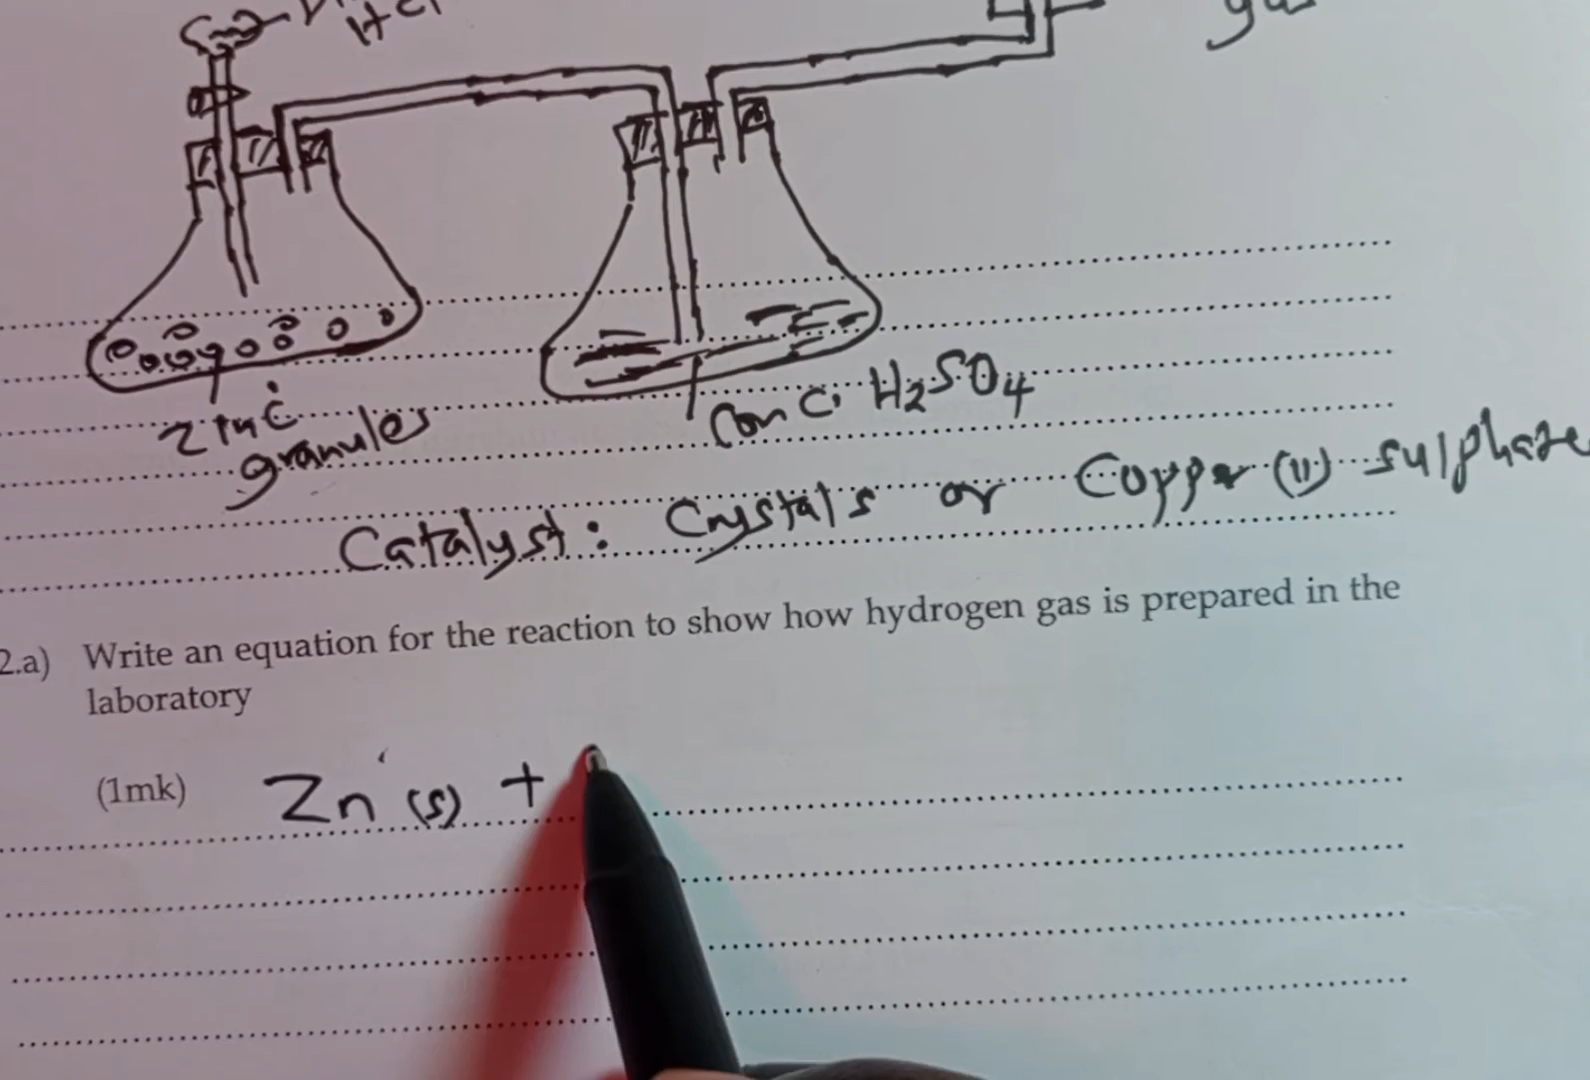 HCl
Zinc
granules
Conc. H₂SO₄
Catalyst: Crystals or Copper (II) sulphate
2.a) Write an equation for the reaction to show how hydrogen gas is prepared in the
laboratory
(1mk) Zn (s) +